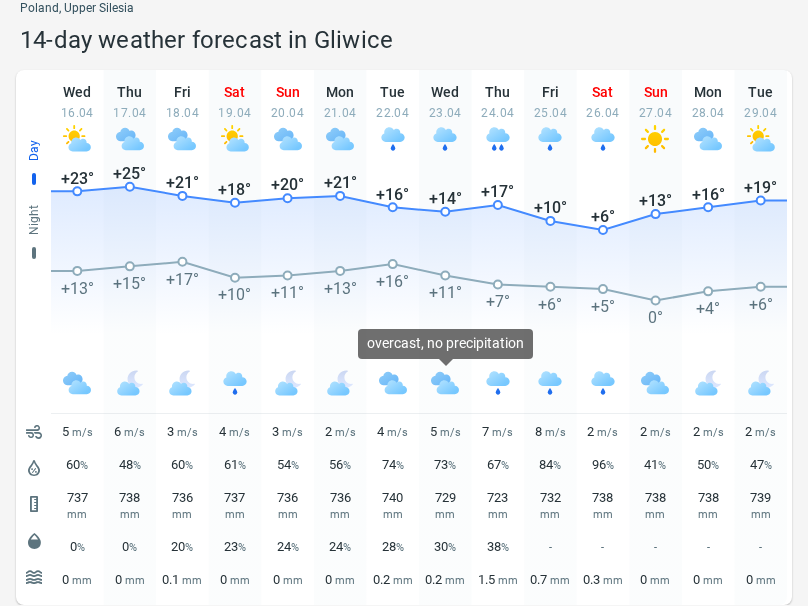 Poland, Upper Silesia
14-day weather forecast in Gliwice
Wed Thu Fri Sat Sun Mon Tue Wed Thu Fri Sat Sun Mon Tue
16.04 17.04 18.04 19.04 20.04 21.04 22.04 23.04 24.04 25.04 26.04 27.04 28.04 29.04
Day
+23° +25° +21° +18° +20° +21° +16° +14° +17° +10° +6° +13° +16° +19°
Night
+13° +15° +17° +10° +11° +13° +16° +11° +7° +6° +5° 0° +4° +6°
overcast, no precipitation
5 m/s 6 m/s 3 m/s 4 m/s 3 m/s 2 m/s 4 m/s 5 m/s 7 m/s 8 m/s 2 m/s 2 m/s 2 m/s 2 m/s
60% 48% 60% 61% 54% 56% 74% 73% 67% 84% 96% 41% 50% 47%
737 738 736 737 736 736 740 729 723 732 738 738 738 739
mm mm mm mm mm mm mm mm mm mm mm mm mm mm
0% 0% 20% 23% 24% 24% 28% 30% 38% - - - - -
0 mm 0 mm 0.1 mm 0 mm 0 mm 0 mm 0.2 mm 0.2 mm 1.5 mm 0.7 mm 0.3 mm 0 mm 0 mm 0 mm